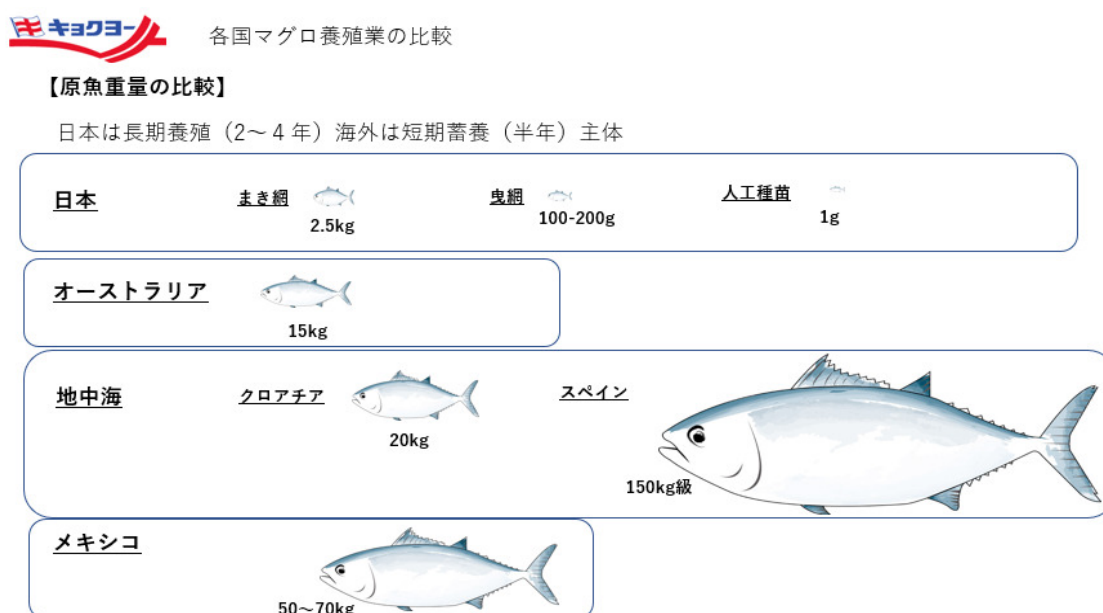 キョクヨー
各国マグロ養殖業の比較
【原魚重量の比較】
日本は長期養殖（2～４年）海外は短期蓄養（半年）主体
日本
まき網
2.5kg
曳網
100-200g
人工種苗
1g
オーストラリア
15kg
地中海
クロアチア
20kg
スペイン
150kg級
メキシコ
50～70kg